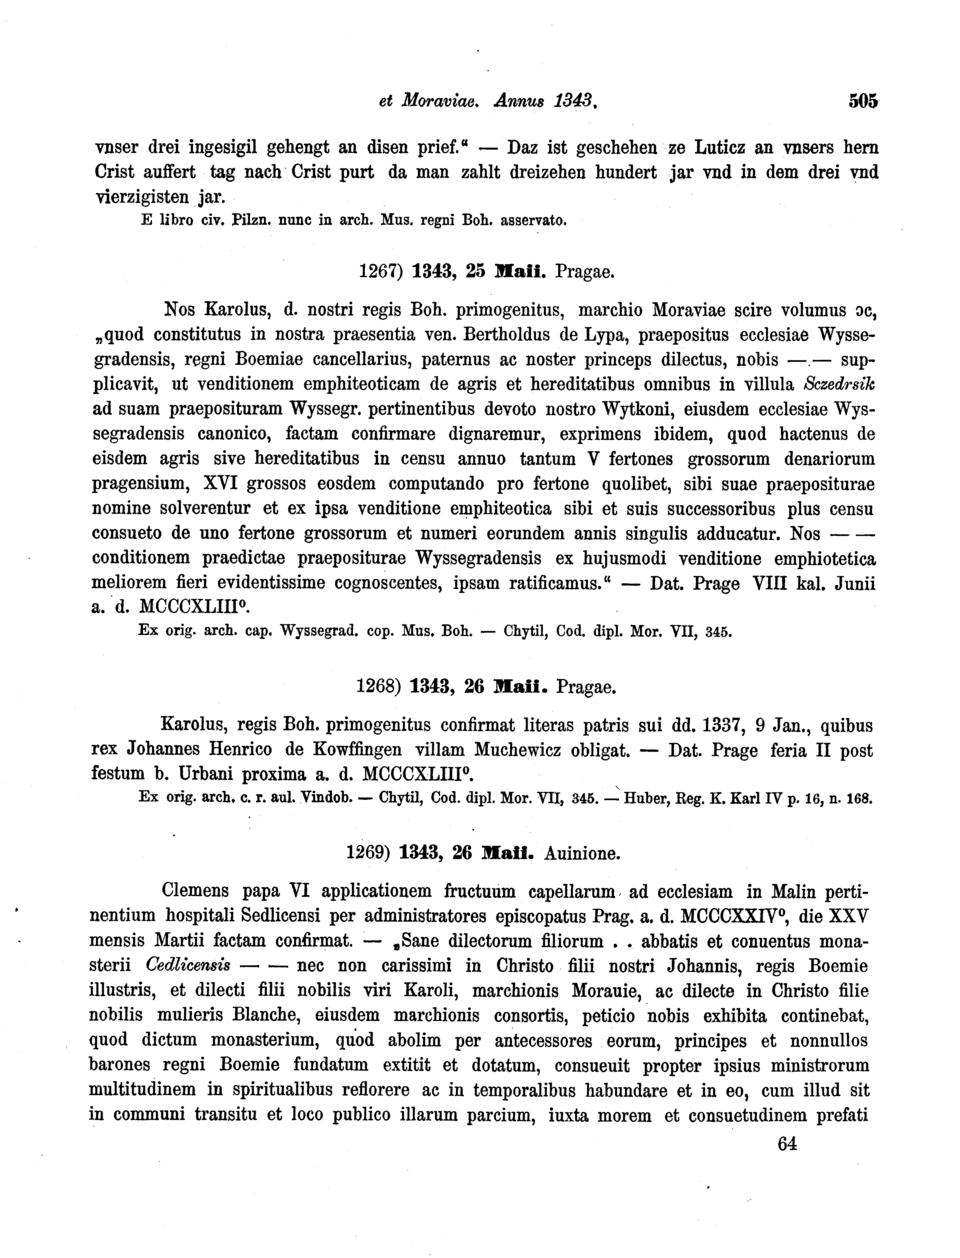 et Moraviae. Annus 1343. 505
vnser drei ingesigil gehengt an disen prief.“ — Daz ist geschehen ze Luticz an vnsers hern
Crist auffert tag nach Crist purt da man zahlt dreizehen hundert jar vnd in dem drei vnd
vierzigisten jar.
E libro civ. Pilzn. nunc in arch. Mus. regni Boh. asservato.
1267) 1343, 25 Maii. Pragae.
Nos Karolus, d. nostri regis Boh. primogenitus, marchio Moraviae scire volumus ɔc,
„quod constitutus in nostra praesentia ven. Bertholdus de Lypa, praepositus ecclesiae Wysse-
gradensis, regni Boemiae cancellarius, paternus ac noster princeps dilectus, nobis — — sup-
plicavit, ut venditionem emphiteoticam de agris et hereditatibus omnibus in villula Sczedrsik
ad suam praeposituram Wyssegr. pertinentibus devoto nostro Wytkoni, eiusdem ecclesiae Wys-
segradensis canonico, factam confirmare dignaremur, exprimens ibidem, quod hactenus de
eisdem agris sive hereditatibus in censu annuo tantum V fertones grossorum denariorum
pragensium, XVI grossos eosdem computando pro fertone quolibet, sibi suae praepositurae
nomine solverentur et ex ipsa venditione emphiteotica sibi et suis successoribus plus censu
consueto de uno fertone grossorum et numeri eorundem annis singulis adducatur. Nos — —
conditionem praedictae praepositurae Wyssegradensis ex hujusmodi venditione emphiotetica
meliorem fieri evidentissime cognoscentes, ipsam ratificamus.“ — Dat. Prage VIII kal. Junii
a. d. MCCCXLIII⁰.
Ex orig. arch. cap. Wyssegrad. cop. Mus. Boh. — Chytil, Cod. dipl. Mor. VII, 345.
1268) 1343, 26 Maii. Pragae.
Karolus, regis Boh. primogenitus confirmat literas patris sui dd. 1337, 9 Jan., quibus
rex Johannes Henrico de Kowffingen villam Muchewicz obligat. — Dat. Prage feria II post
festum b. Urbani proxima a. d. MCCCXLIII⁰.
Ex orig. arch. c. r. aul. Vindob. — Chytil, Cod. dipl. Mor. VII, 345. — Huber, Reg. K. Karl IV p. 16, n. 168.
1269) 1343, 26 Maii. Auinione.
Clemens papa VI applicationem fructuum capellarum ad ecclesiam in Malin perti-
nentium hospitali Sedlicensi per administratores episcopatus Prag. a. d. MCCCXXIV⁰, die XXV
mensis Martii factam confirmat. — „Sane dilectorum filiorum . . abbatis et conuentus mona-
sterii Cedlicensis — — nec non carissimi in Christo filii nostri Johannis, regis Boemie
illustris, et dilecti filii nobilis viri Karoli, marchionis Morauie, ac dilecte in Christo filie
nobilis mulieris Blanche, eiusdem marchionis consortis, peticio nobis exhibita continebat,
quod dictum monasterium, quod abolim per antecessores eorum, principes et nonnullos
barones regni Boemie fundatum extitit et dotatum, consueuit propter ipsius ministrorum
multitudinem in spiritualibus reflorere ac in temporalibus habundare et in eo, cum illud sit
in communi transitu et loco publico illarum parcium, iuxta morem et consuetudinem prefati
64